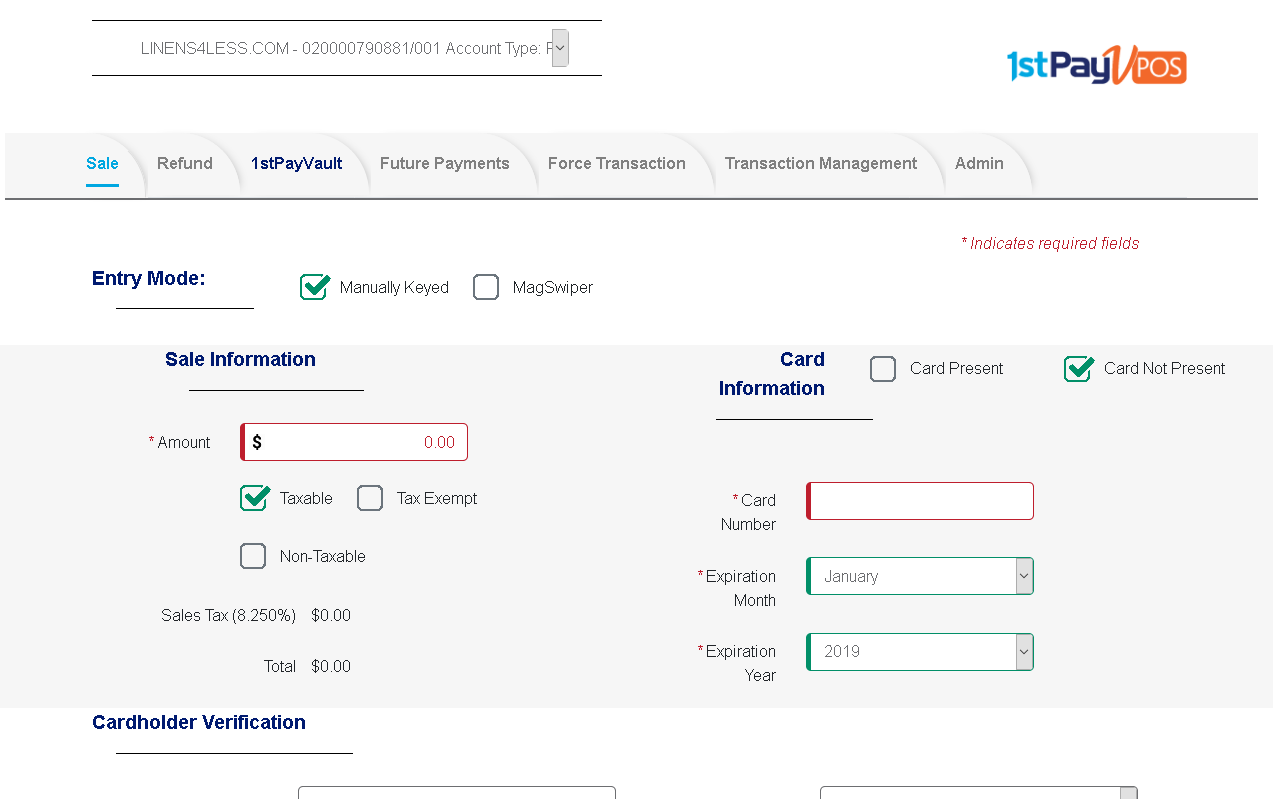 LINENS4LESS.COM - 020000790881/001 Account Type:
1stPay VPOS
Sale Refund 1stPayVault Future Payments Force Transaction Transaction Management Admin
* Indicates required fields
Entry Mode: Manually Keyed MagSwiper
Sale Information
* Amount $ 0.00
Taxable Tax Exempt
Non-Taxable
Sales Tax (8.250%) $0.00
Total $0.00
Card
Information
Card Present Card Not Present
* Card
Number
* Expiration
Month
January
* Expiration
Year
2019
Cardholder Verification